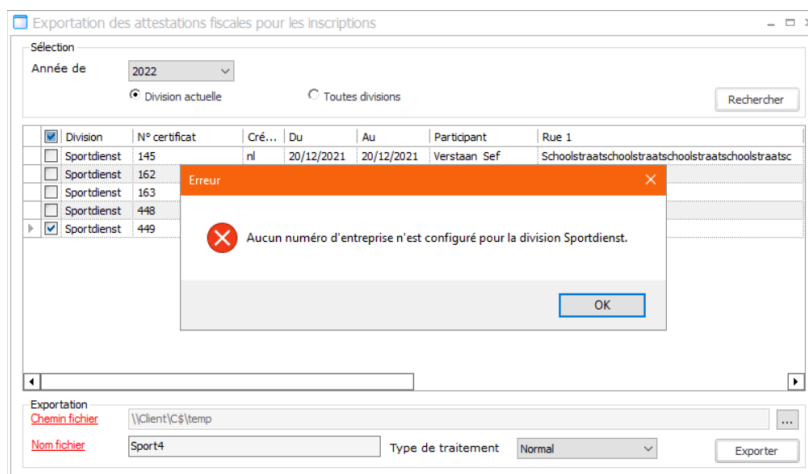 Exportation des attestations fiscales pour les inscriptions
Sélection
Année de 2022
Division actuelle Toutes divisions
Rechercher
Division N° certificat Cré... Du Au Participant Rue 1
Sportdienst 145 nl 20/12/2021 20/12/2021 Verstaan Sef Schoolstraatschoolstraatschoolstraatschoolstraatsc
Sportdienst 162
Sportdienst 163
Sportdienst 448
Sportdienst 449
Erreur
Aucun numéro d'entreprise n'est configuré pour la division Sportdienst.
OK
Exportation
Chemin fichier \\Client\C$\temp ...
Nom fichier Sport4 Type de traitement Normal Exporter